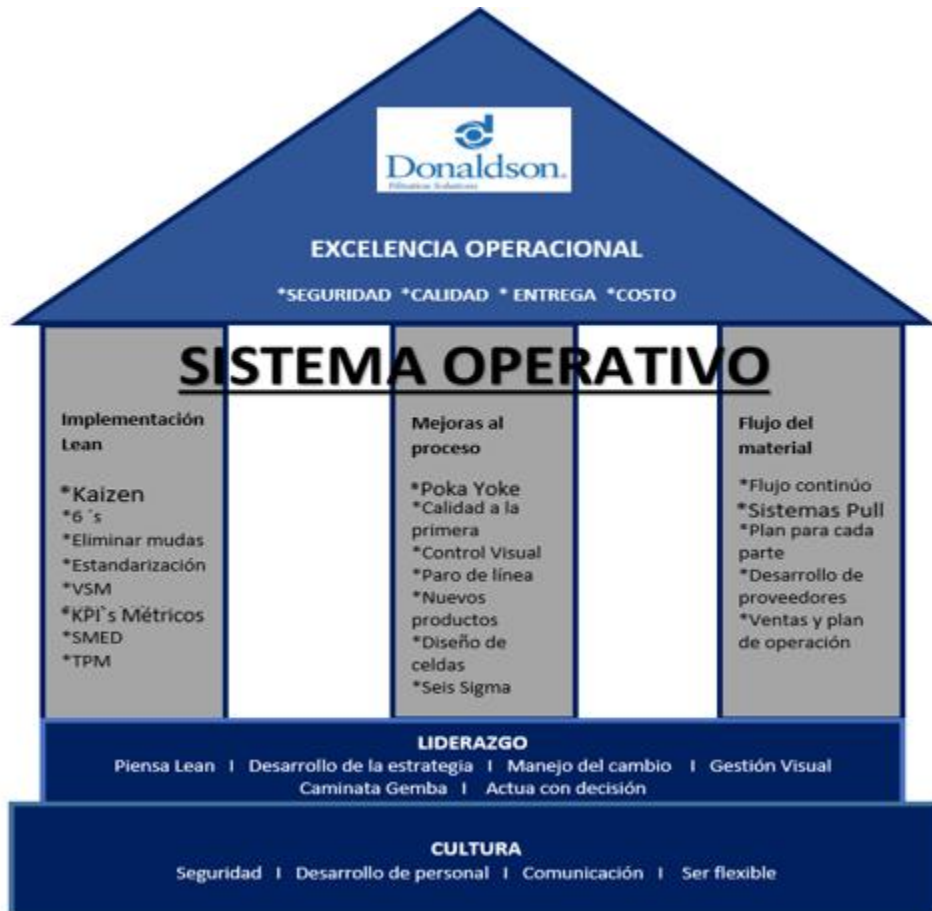 Donaldson.
Filtration Solutions
EXCELENCIA OPERACIONAL
*SEGURIDAD *CALIDAD * ENTREGA *COSTO
SISTEMA OPERATIVO
Implementación
Lean
*Kaizen
*6 ´s
*Eliminar mudas
*Estandarización
*VSM
*KPI`s Métricos
*SMED
*TPM
Mejoras al
proceso
*Poka Yoke
*Calidad a la
primera
*Control Visual
*Paro de línea
*Nuevos
productos
*Diseño de
celdas
*Seis Sigma
Flujo del
material
*Flujo continúo
*Sistemas Pull
*Plan para cada
parte
*Desarrollo de
proveedores
*Ventas y plan
de operación
LIDERAZGO
Piensa Lean I Desarrollo de la estrategia I Manejo del cambio I Gestión Visual
Caminata Gemba I Actua con decisión
CULTURA
Seguridad I Desarrollo de personal I Comunicación I Ser flexible